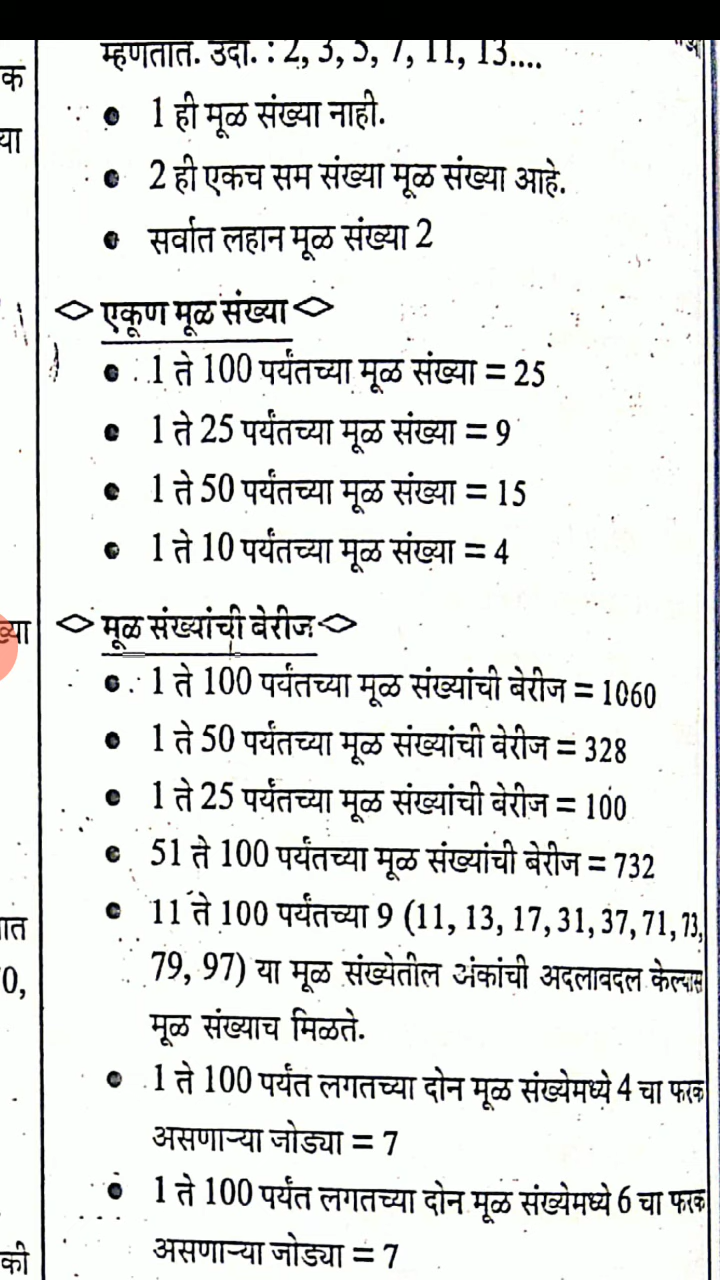 म्हणतात. उदा. : 2, 3, 5, 7, 11, 13....
क
• 1 ही मूळ संख्या नाही.
या
• 2 ही एकच सम संख्या मूळ संख्या आहे.
• सर्वात लहान मूळ संख्या 2
◇ एकूण मूळ संख्या ◇
• 1 ते 100 पर्यंतच्या मूळ संख्या = 25
• 1 ते 25 पर्यंतच्या मूळ संख्या = 9
• 1 ते 50 पर्यंतच्या मूळ संख्या = 15
• 1 ते 10 पर्यंतच्या मूळ संख्या = 4
ख्या
◇ मूळ संख्यांची बेरीज ◇
• 1 ते 100 पर्यंतच्या मूळ संख्यांची बेरीज = 1060
• 1 ते 50 पर्यंतच्या मूळ संख्यांची बेरीज = 328
• 1 ते 25 पर्यंतच्या मूळ संख्यांची बेरीज = 100
• 51 ते 100 पर्यंतच्या मूळ संख्यांची बेरीज = 732
• 11 ते 100 पर्यंतच्या 9 (11, 13, 17, 31, 37, 71, 73,
ात
79, 97) या मूळ संख्येतील अंकांची अदलाबदल केल्यास
0,
मूळ संख्याच मिळते.
• 1 ते 100 पर्यंत लगतच्या दोन मूळ संख्येमध्ये 4 चा फरक
असणाऱ्या जोड्या = 7
• 1 ते 100 पर्यंत लगतच्या दोन मूळ संख्येमध्ये 6 चा फरक
असणाऱ्या जोड्या = 7
की